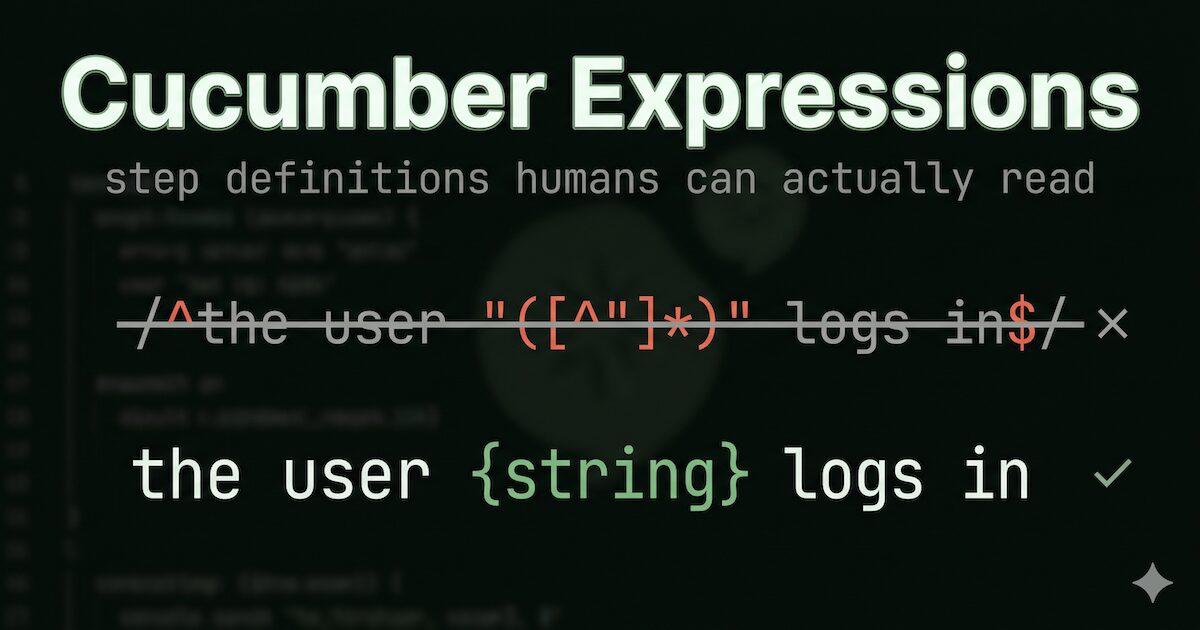 Cucumber Expressions
step definitions humans can actually read
/^the user "([^"]*)" logs in$/ ×
the user {string} logs in ✓